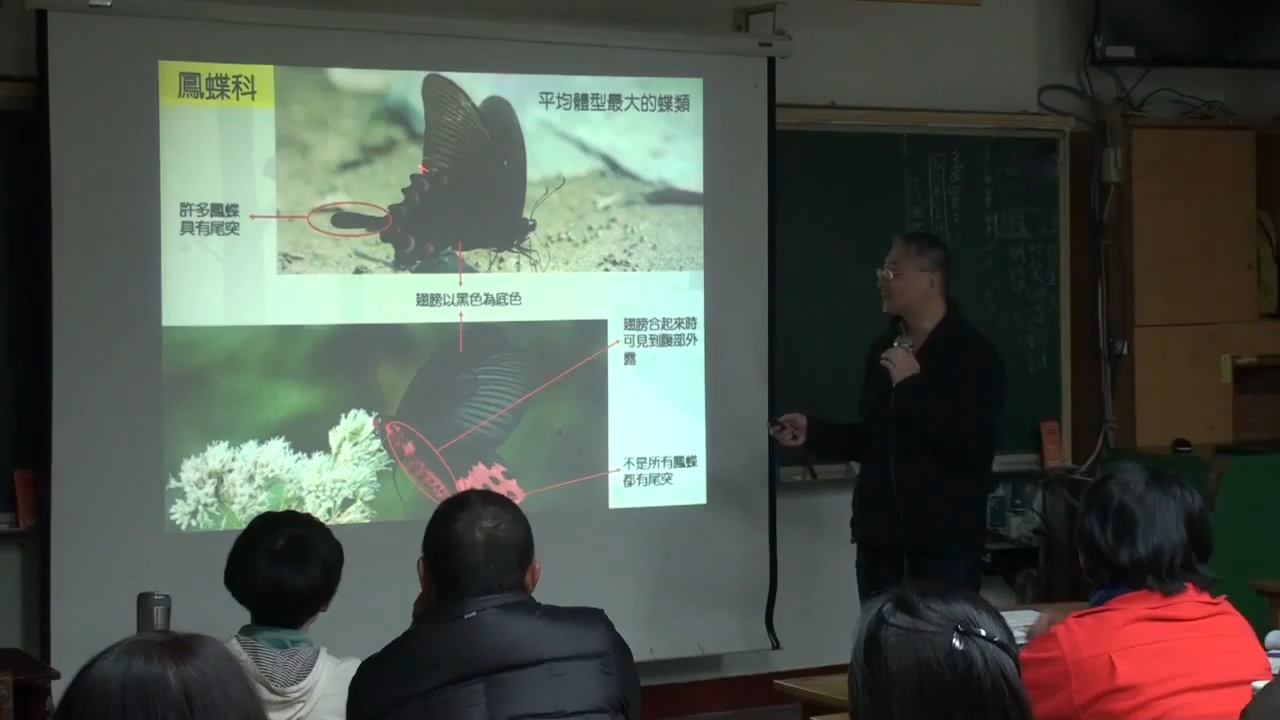 鳳蝶科
平均體型最大的蝶類
許多鳳蝶
具有尾突
翅膀以黑色為底色
翅膀合起來時
可見到腹部外
露
不是所有鳳蝶
都有尾突